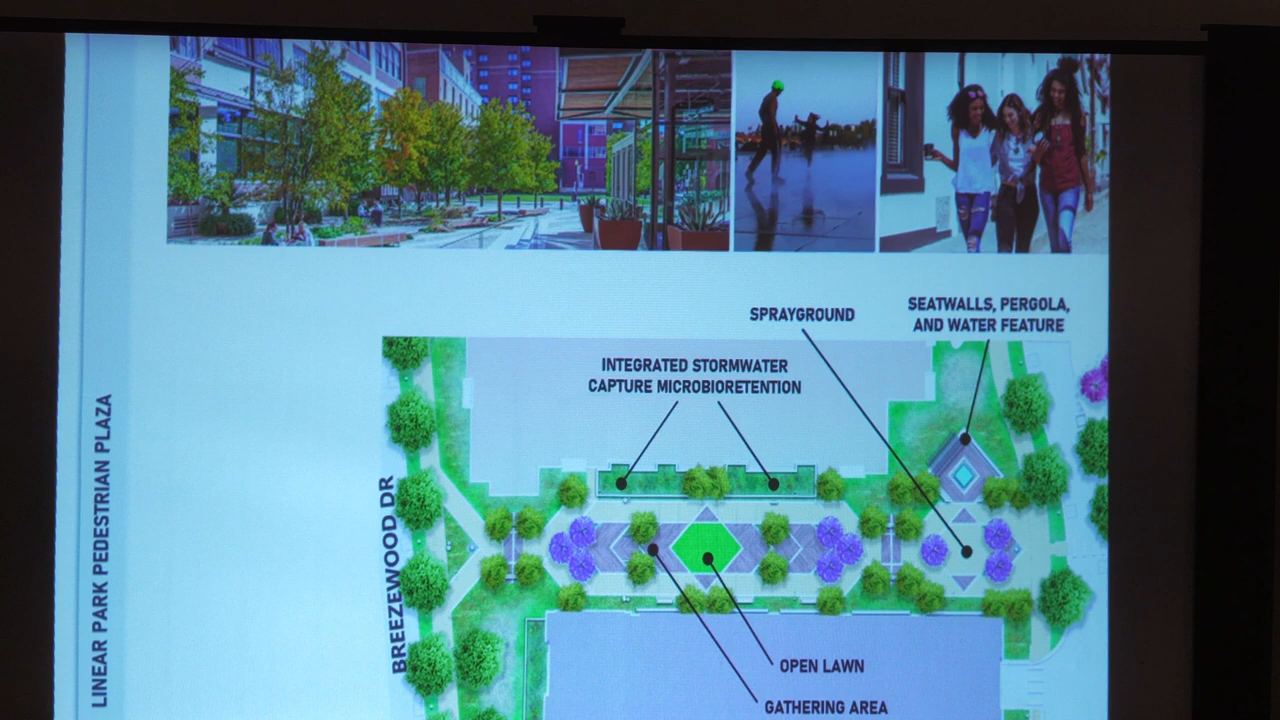 SPRAYGROUND
SEATWALLS, PERGOLA,
AND WATER FEATURE
INTEGRATED STORMWATER
CAPTURE MICROBIORETENTION
LINEAR PARK PEDESTRIAN PLAZA
BREEZEWOOD DR
OPEN LAWN
GATHERING AREA